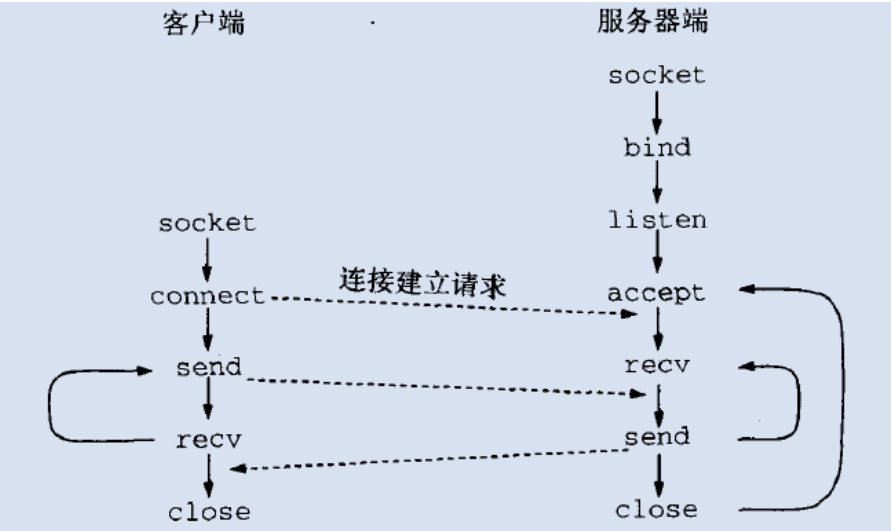 客户端
服务器端
socket
bind
socket
listen
connect
连接建立请求
accept
send
recv
recv
send
close
close